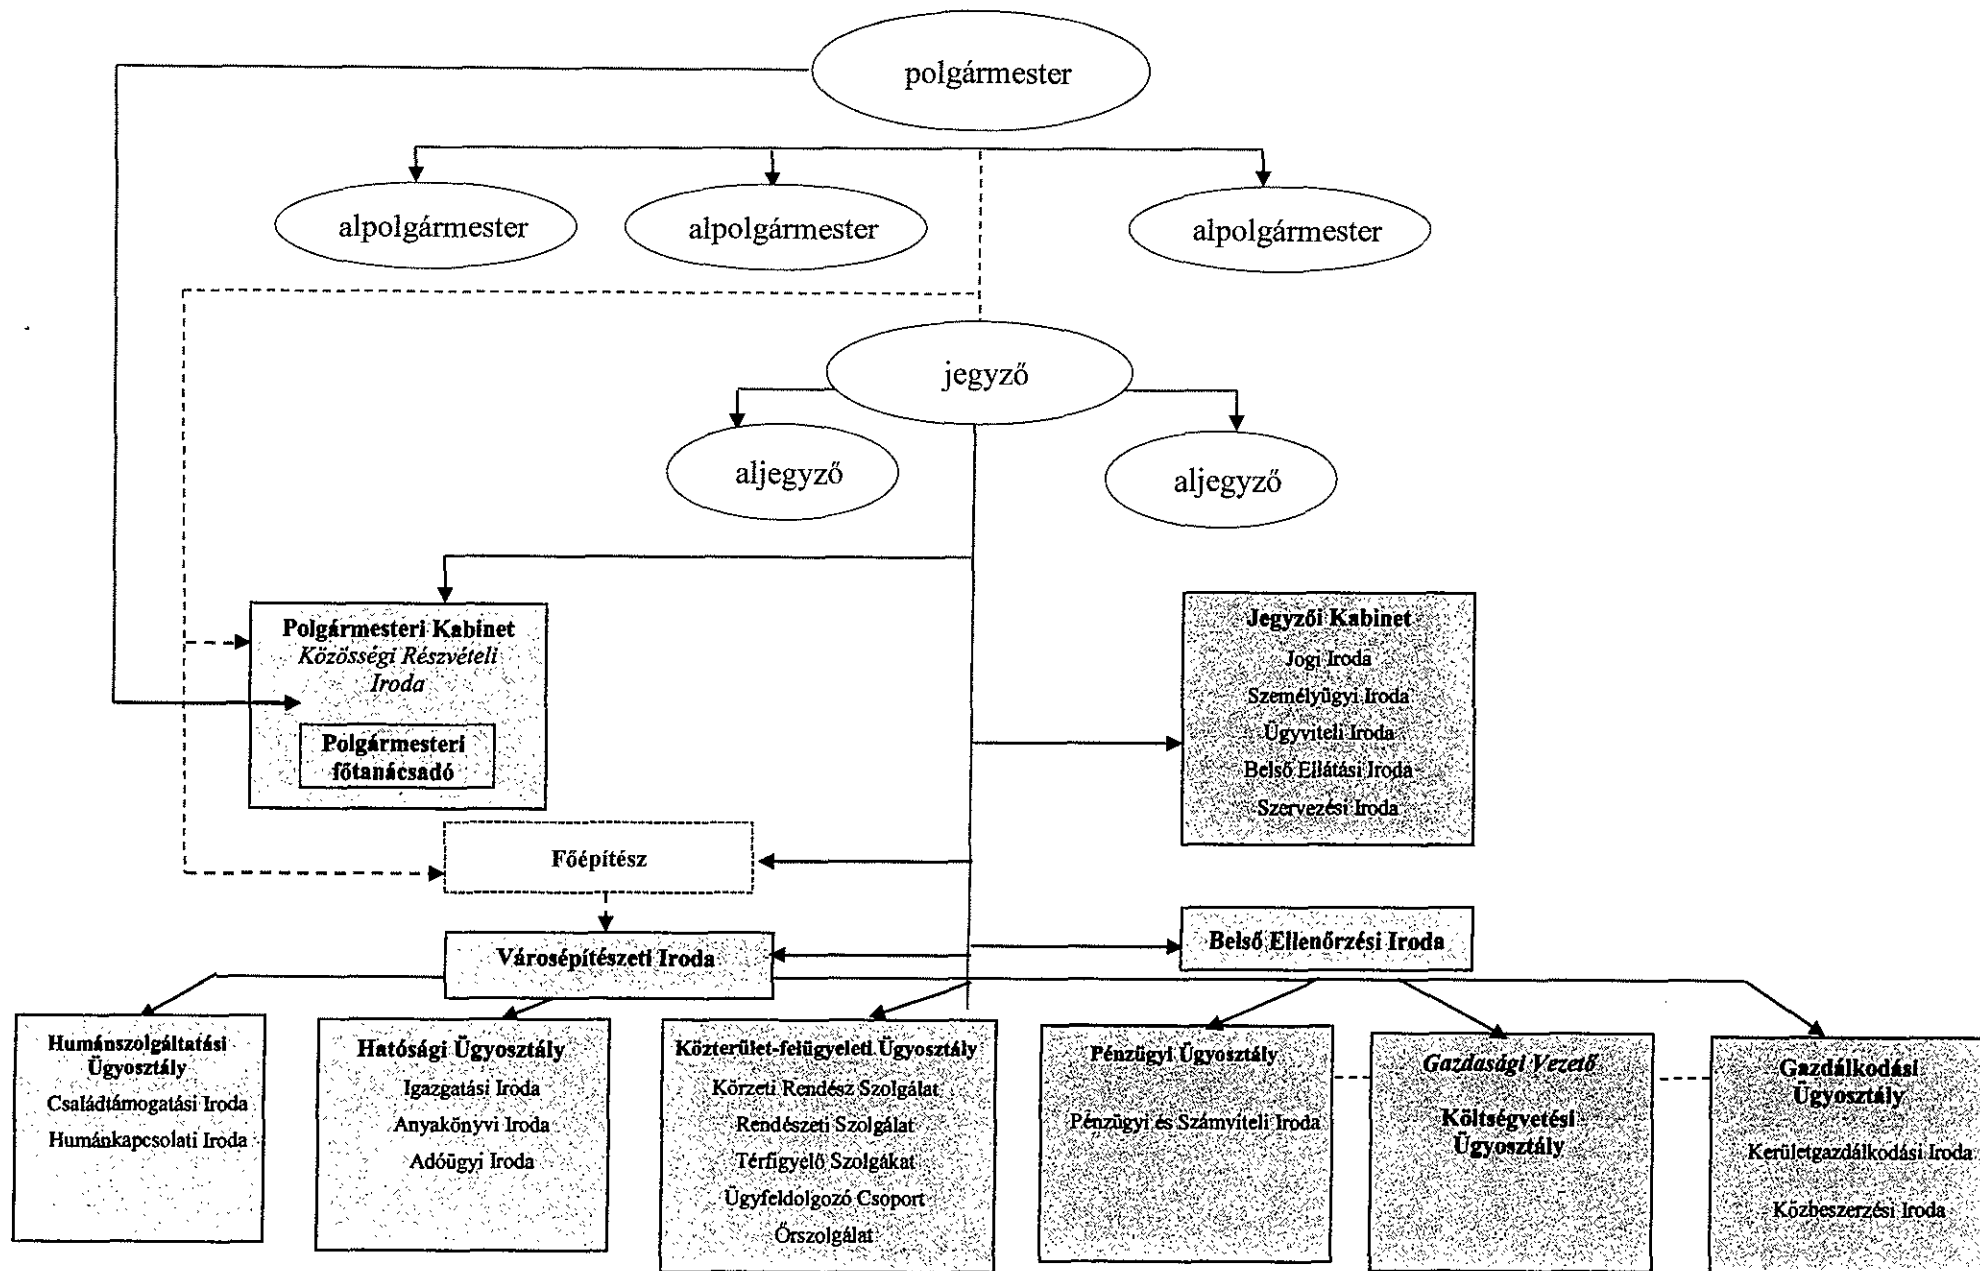 polgármester
alpolgármester
alpolgármester
alpolgármester
jegyző
aljegyző
aljegyző
Polgármesteri Kabinet
Közösségi Részvételi
Iroda
Polgármesteri
főtanácsadó
Jegyzői Kabinet
Jogi Iroda
Személyügyi Iroda
Ügyviteli Iroda
Belső Ellátási Iroda
Szervezési Iroda
Főépítész
Városépítészeti Iroda
Belső Ellenőrzési Iroda
Humánszolgáltatási
Ügyosztály
Családtámogatási Iroda
Humánkapcsolati Iroda
Hatósági Ügyosztály
Igazgatási Iroda
Anyakönyvi Iroda
Adóügyi Iroda
Közterület-felügyeleti Ügyosztály
Körzeti Rendész Szolgálat
Rendészeti Szolgálat
Térfigyelő Szolgákat
Ügyfeldolgozó Csoport
Őrszolgálat
Pénzügyi Ügyosztály
Pénzügyi és Számviteli Iroda
Gazdasági Vezető
Költségvetési
Ügyosztály
Gazdálkodási
Ügyosztály
Kerületgazdálkodási Iroda
Közbeszerzési Iroda